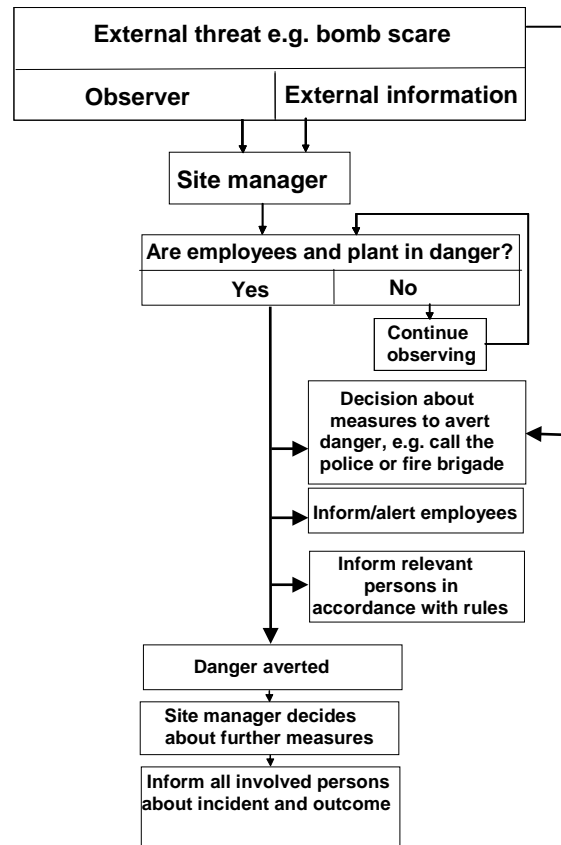 External threat e.g. bomb scare
Observer
External information
Site manager
Are employees and plant in danger?
Yes
No
Continue
observing
Decision about
measures to avert
danger, e.g. call the
police or fire brigade
Inform/alert employees
Inform relevant
persons in
accordance with rules
Danger averted
Site manager decides
about further measures
Inform all involved persons
about incident and outcome